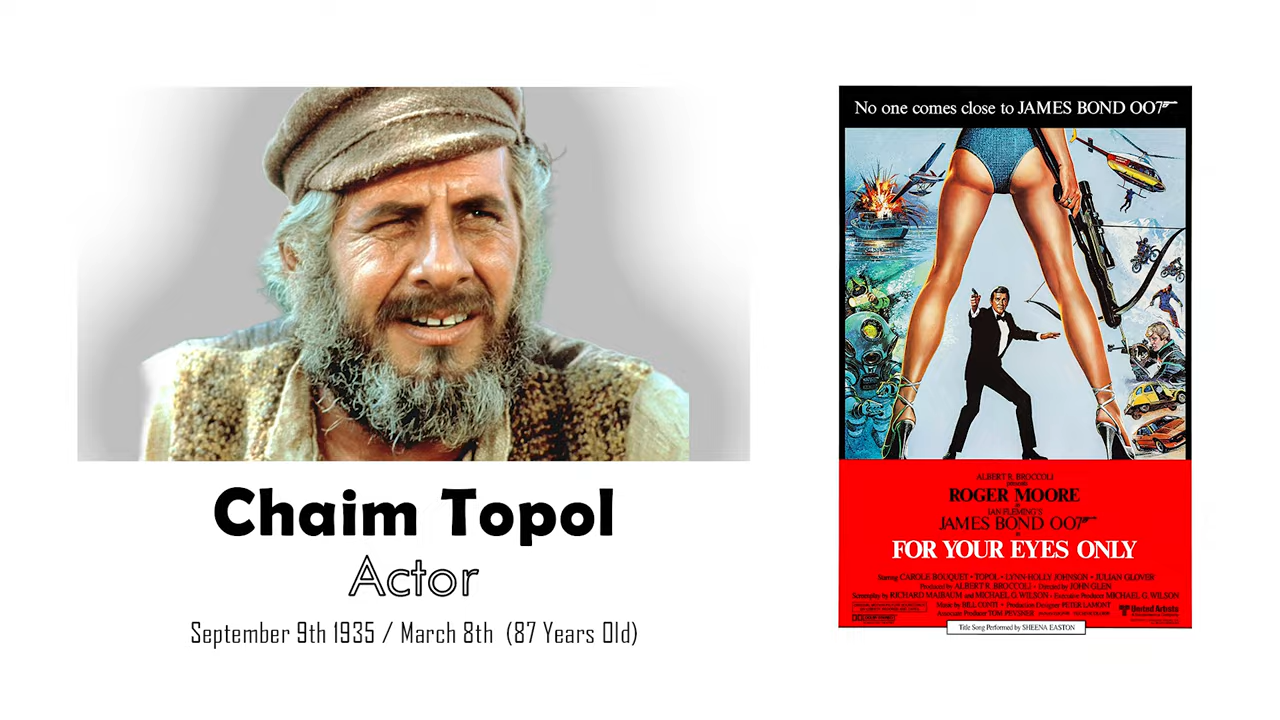 Chaim Topol
Actor
September 9th 1935 / March 8th (87 Years Old)
No one comes close to JAMES BOND 007
ALBERT R. BROCCOLI
presents
ROGER MOORE
as
IAN FLEMING'S
JAMES BOND 007
in
FOR YOUR EYES ONLY
Starring CAROLE BOUQUET • TOPOL • LYNN-HOLLY JOHNSON • JULIAN GLOVER
Produced by ALBERT R. BROCCOLI • Directed by JOHN GLEN
Screenplay by RICHARD MAIBAUM and MICHAEL G. WILSON • Executive Producer MICHAEL G. WILSON
Music by BILL CONTI • Production Designer PETER LAMONT
Associate Producer TOM PEVSNER
United Artists
Title Song Performed by SHEENA EASTON